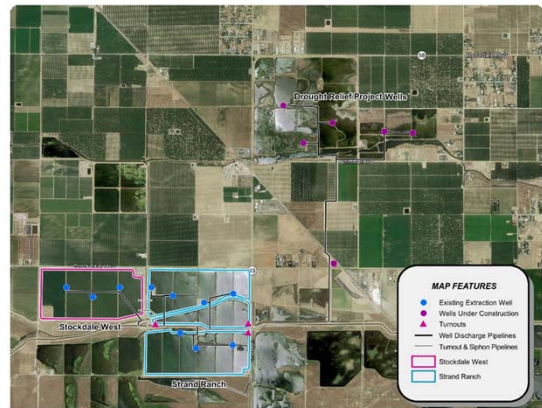 Drought Relief Project Wells
Stockdale West
Strand Ranch
MAP FEATURES
Existing Extraction Well
Wells Under Construction
Turnouts
Well Discharge Pipelines
Turnout & Siphon Pipelines
Stockdale West
Strand Ranch